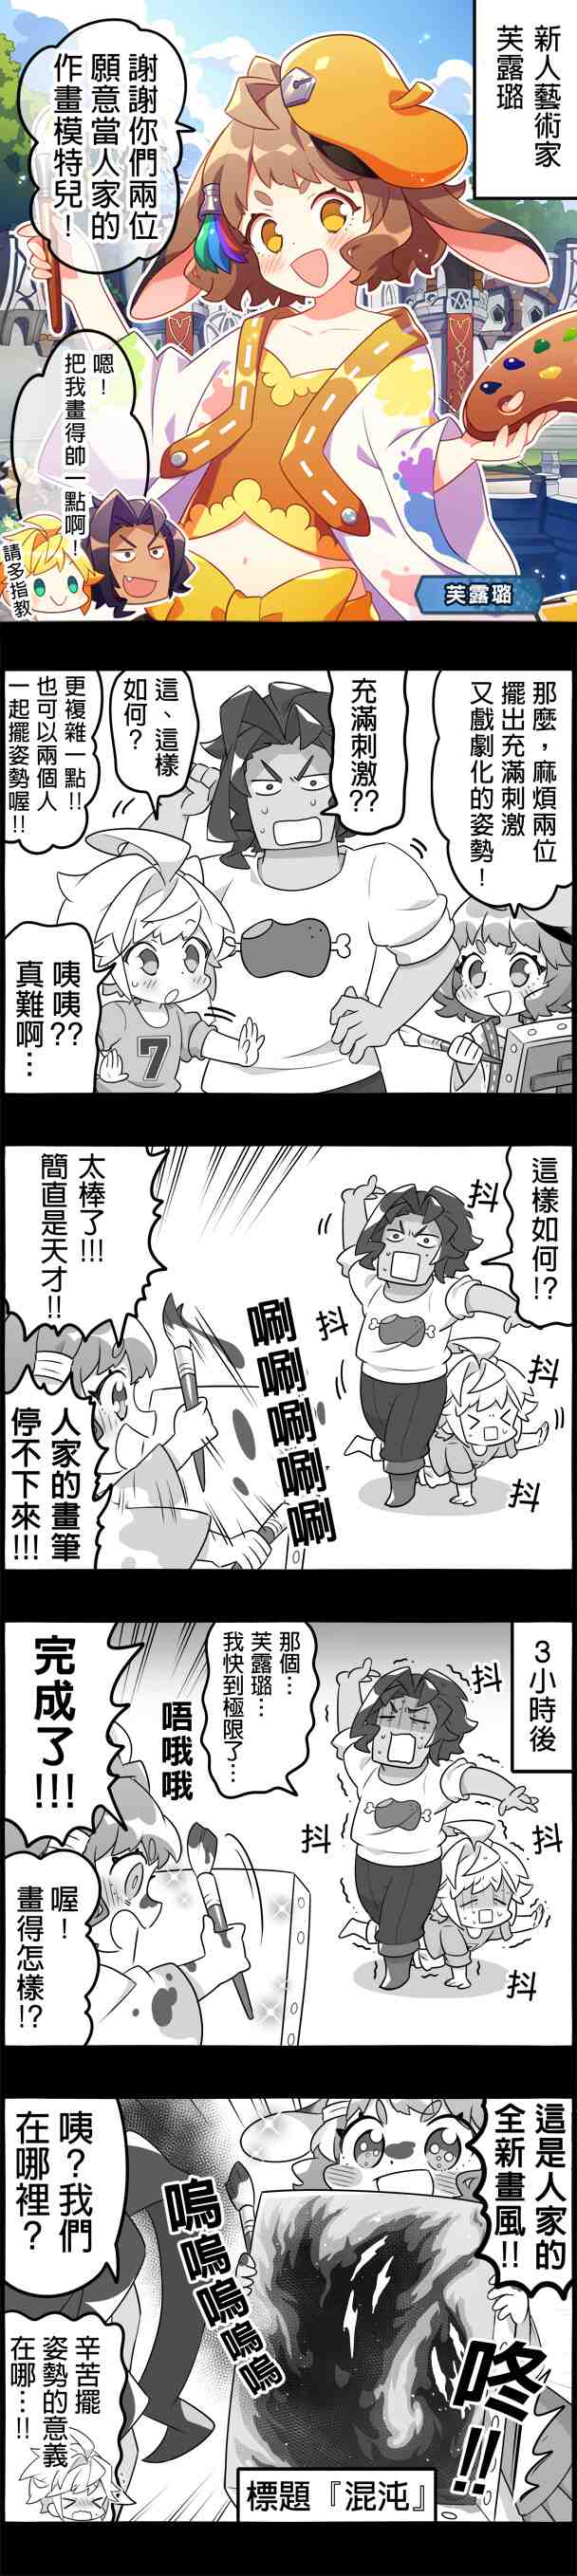 新人藝術家
芙露璐
謝謝你們兩位
願意當人家的
作畫模特兒！
嗯！
把我畫得帥一點啊！
請多指教
芙露璐
那麼，麻煩兩位
擺出充滿刺激
又戲劇化的姿勢！
充滿刺激??
這、這樣
如何？
更複雜一點!!
也可以兩個人
一起擺姿勢喔!!
咦咦??
真難啊…
7
這樣如何!?
抖
抖
抖
抖
太棒了!!!
簡直是天才!!
唰唰唰唰唰
人家的畫筆
停不下來!!!
3小時後
抖
抖
抖
抖
那個…
芙露璐…
我快到極限了…
唔哦哦
完成了!!!
喔！
畫得怎樣!?
這是人家的
全新畫風!!
咚!!
嗚嗚嗚嗚嗚
咦？我們
在哪裡？
辛苦擺
姿勢的意義
在哪…!!
標題『混沌』